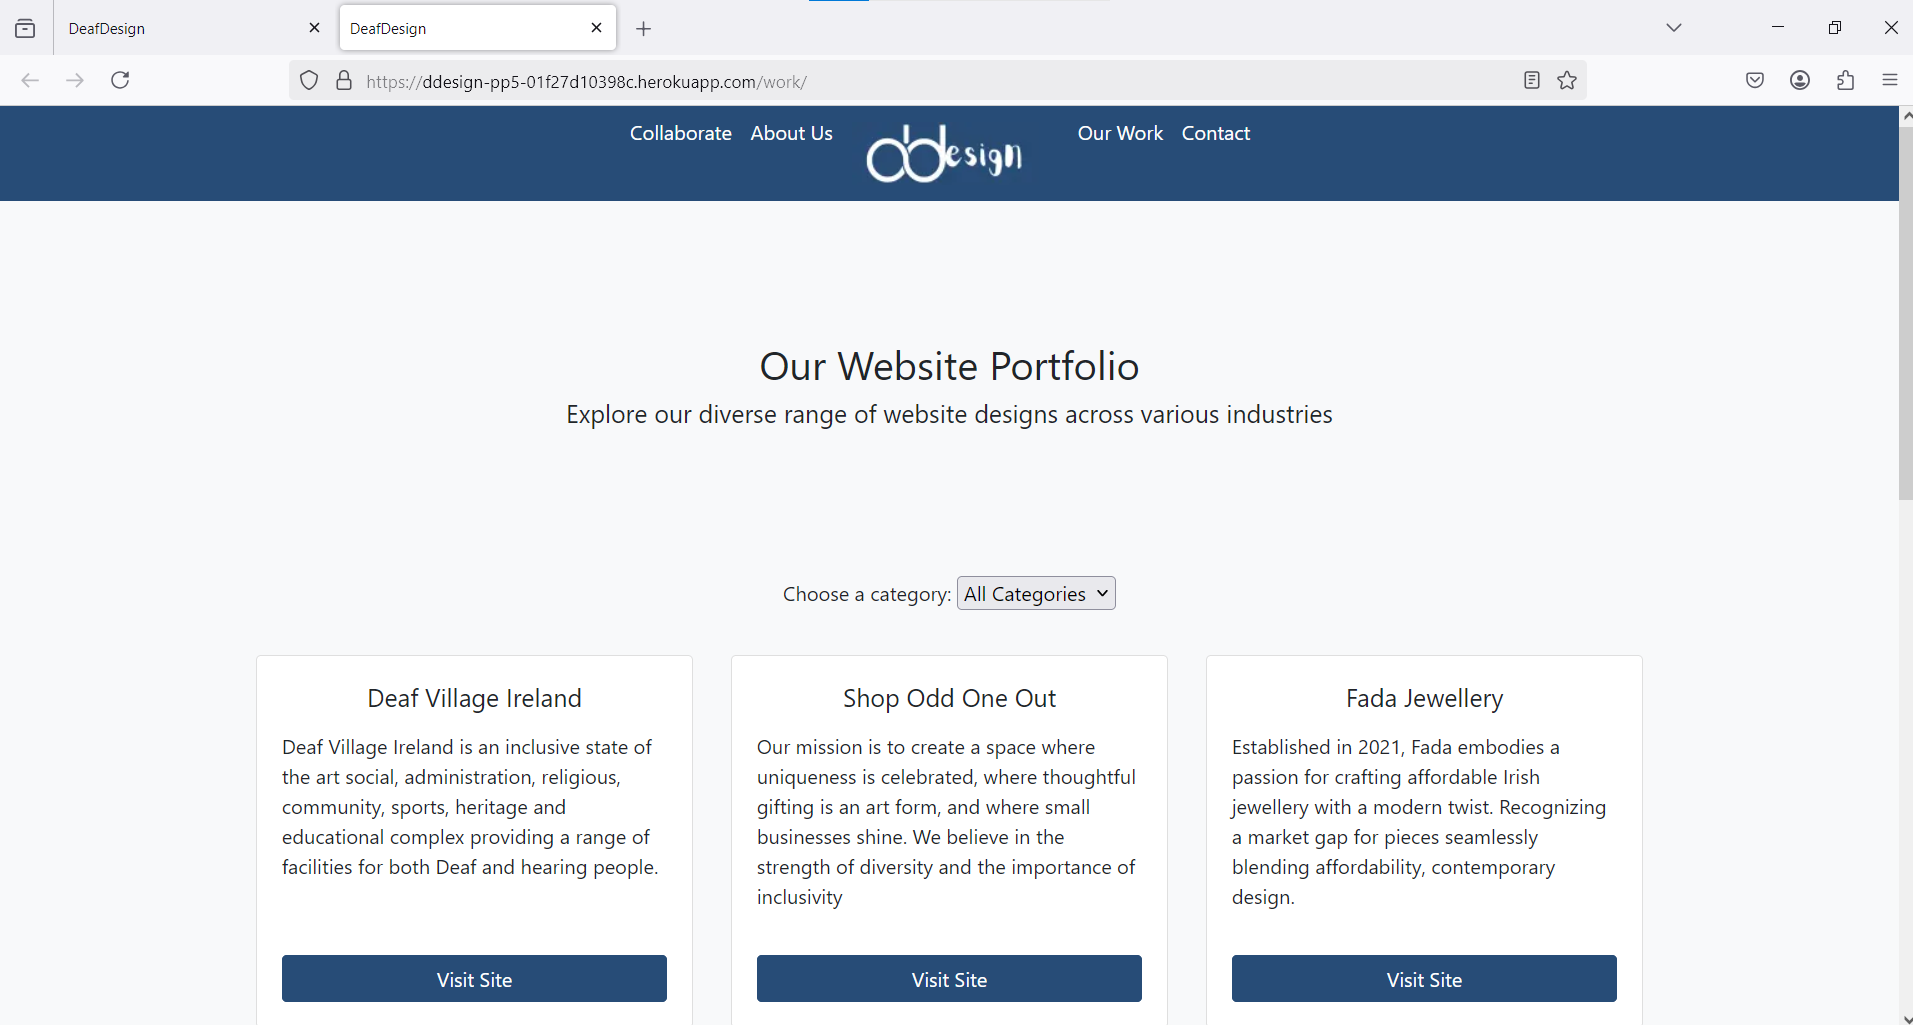 DeafDesign
DeafDesign
https://ddesign-pp5-01f27d10398c.herokuapp.com/work/
Collaborate About Us ddesign Our Work Contact
Our Website Portfolio
Explore our diverse range of website designs across various industries
Choose a category: All Categories
Deaf Village Ireland
Deaf Village Ireland is an inclusive state of
the art social, administration, religious,
community, sports, heritage and
educational complex providing a range of
facilities for both Deaf and hearing people.
Visit Site
Shop Odd One Out
Our mission is to create a space where
uniqueness is celebrated, where thoughtful
gifting is an art form, and where small
businesses shine. We believe in the
strength of diversity and the importance of
inclusivity
Visit Site
Fada Jewellery
Established in 2021, Fada embodies a
passion for crafting affordable Irish
jewellery with a modern twist. Recognizing
a market gap for pieces seamlessly
blending affordability, contemporary
design.
Visit Site